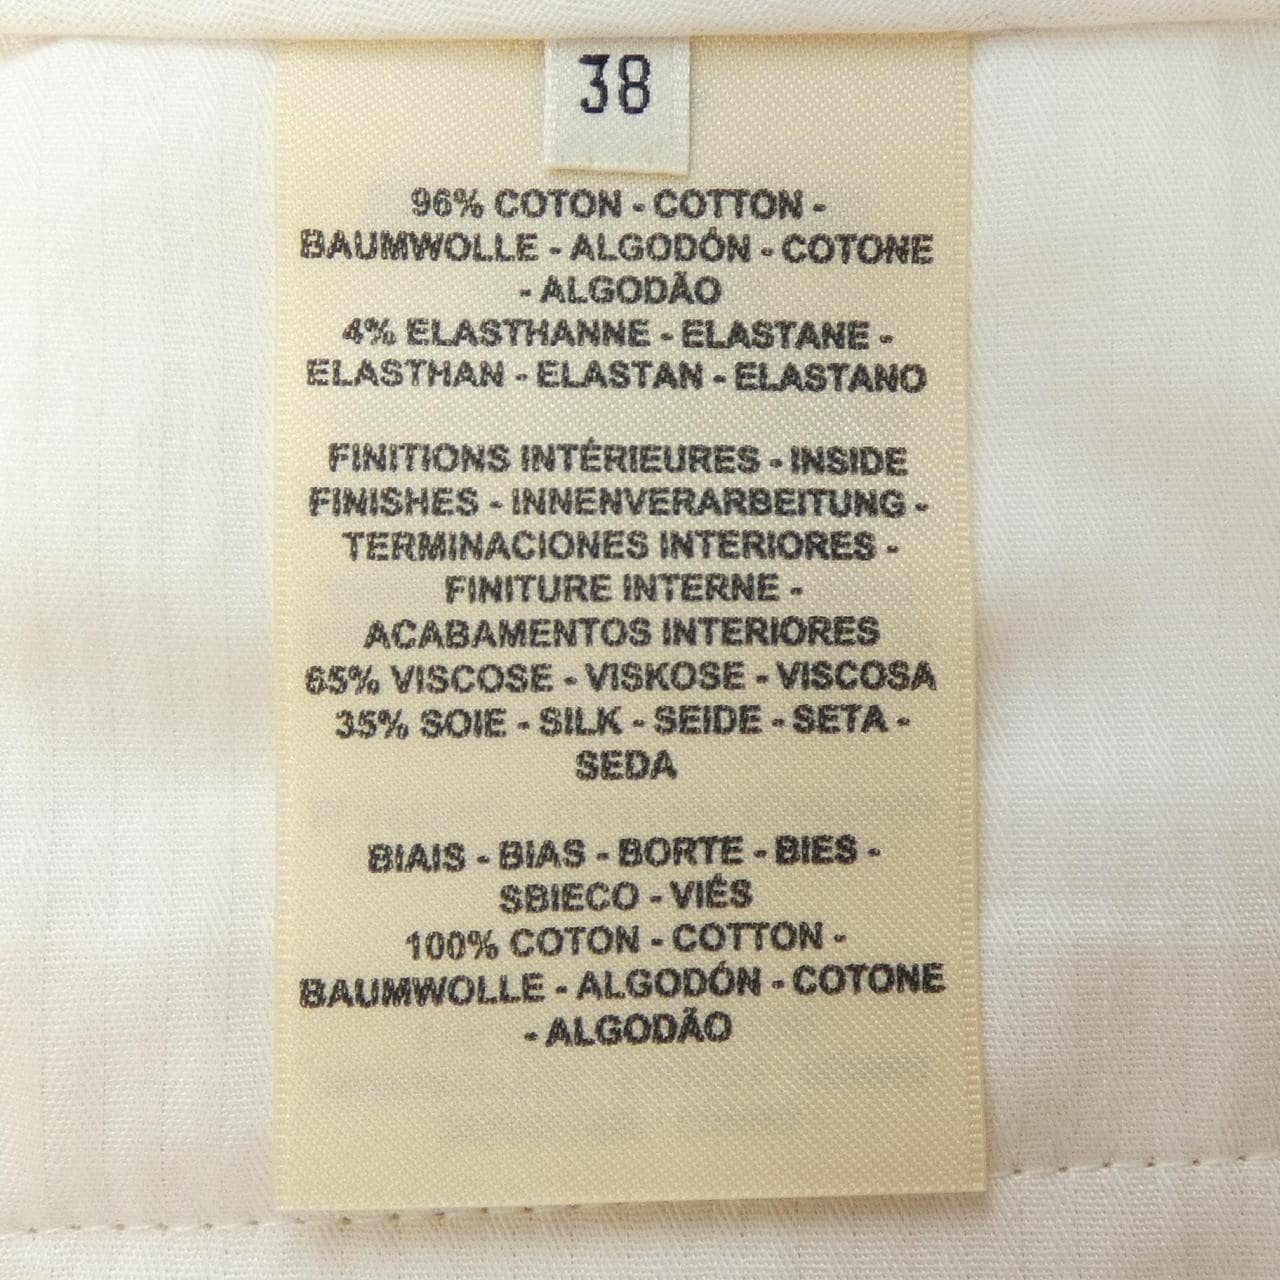 38
96% COTON - COTTON -
BAUMWOLLE - ALGODÓN - COTONE
- ALGODÃO
4% ELASTHANNE - ELASTANE -
ELASTHAN - ELASTAN - ELASTANO
FINITIONS INTÉRIEURES - INSIDE
FINISHES - INNENVERARBEITUNG -
TERMINACIONES INTERIORES -
FINITURE INTERNE -
ACABAMENTOS INTERIORES
65% VISCOSE - VISKOSE - VISCOSA
35% SOIE - SILK - SEIDE - SETA -
SEDA
BIAIS - BIAS - BORTE - BIES -
SBIECO - VIÉS
100% COTON - COTTON -
BAUMWOLLE - ALGODÓN - COTONE
- ALGODÃO